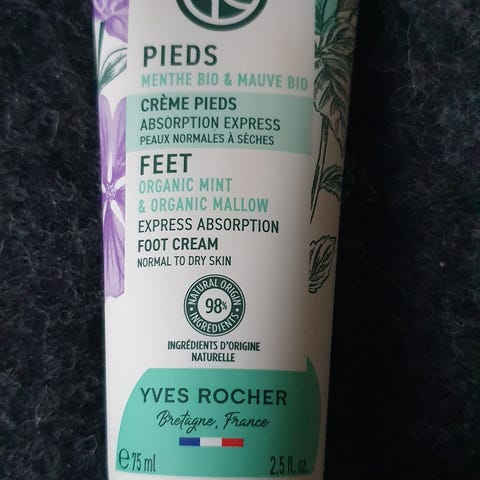 PIEDS
MENTHE BIO & MAUVE BIO
CRÈME PIEDS
ABSORPTION EXPRESS
PEAUX NORMALES À SÈCHES
FEET
ORGANIC MINT
& ORGANIC MALLOW
EXPRESS ABSORPTION
FOOT CREAM
NORMAL TO DRY SKIN
NATURAL ORIGIN
98%
INGREDIENTS
INGRÉDIENTS D'ORIGINE
NATURELLE
YVES ROCHER
Bretagne, France
℮ 75 ml 2.5 fl. oz.